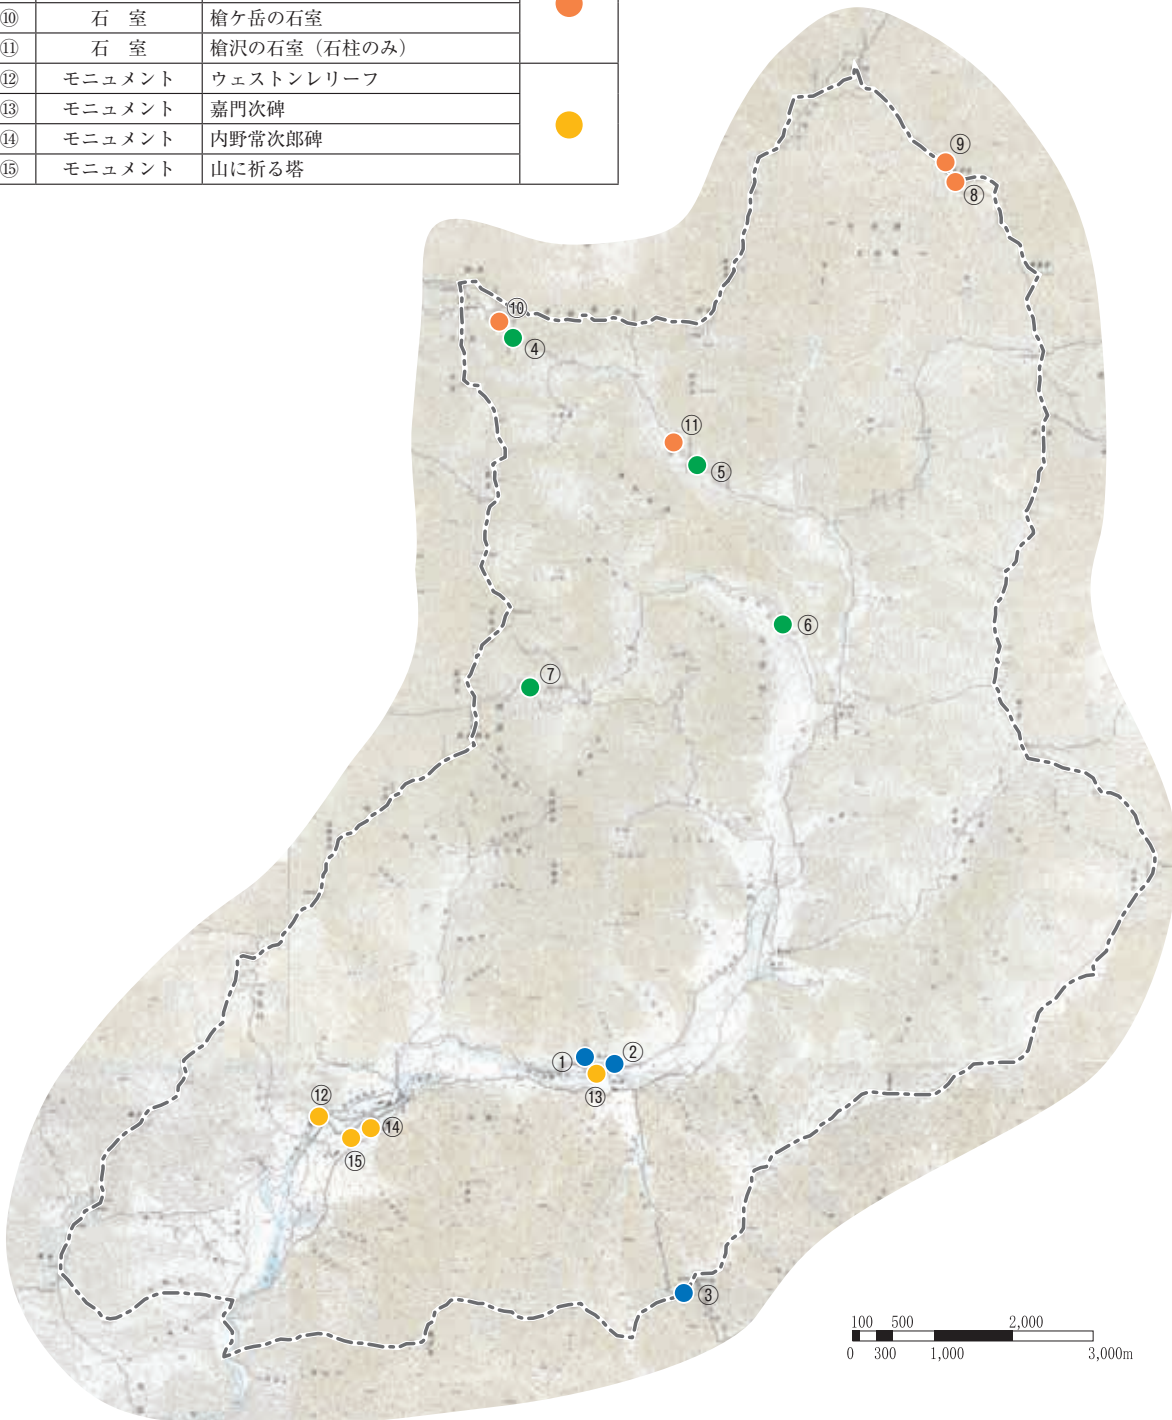 ⑩ 石　室 槍ケ岳の石室
⑪ 石　室 槍沢の石室（石柱のみ）
⑫ モニュメント ウェストンレリーフ
⑬ モニュメント 嘉門次碑
⑭ モニュメント 内野常次郎碑
⑮ モニュメント 山に祈る塔
⑨
⑧
⑩
④
⑪
⑤
⑥
⑦
①
②
⑬
⑫
⑭
⑮
③
100 500 2,000
0 300 1,000 3,000m